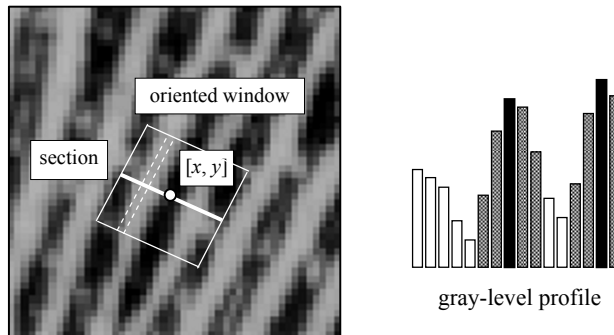 oriented window
section
[x, y]
gray-level profile